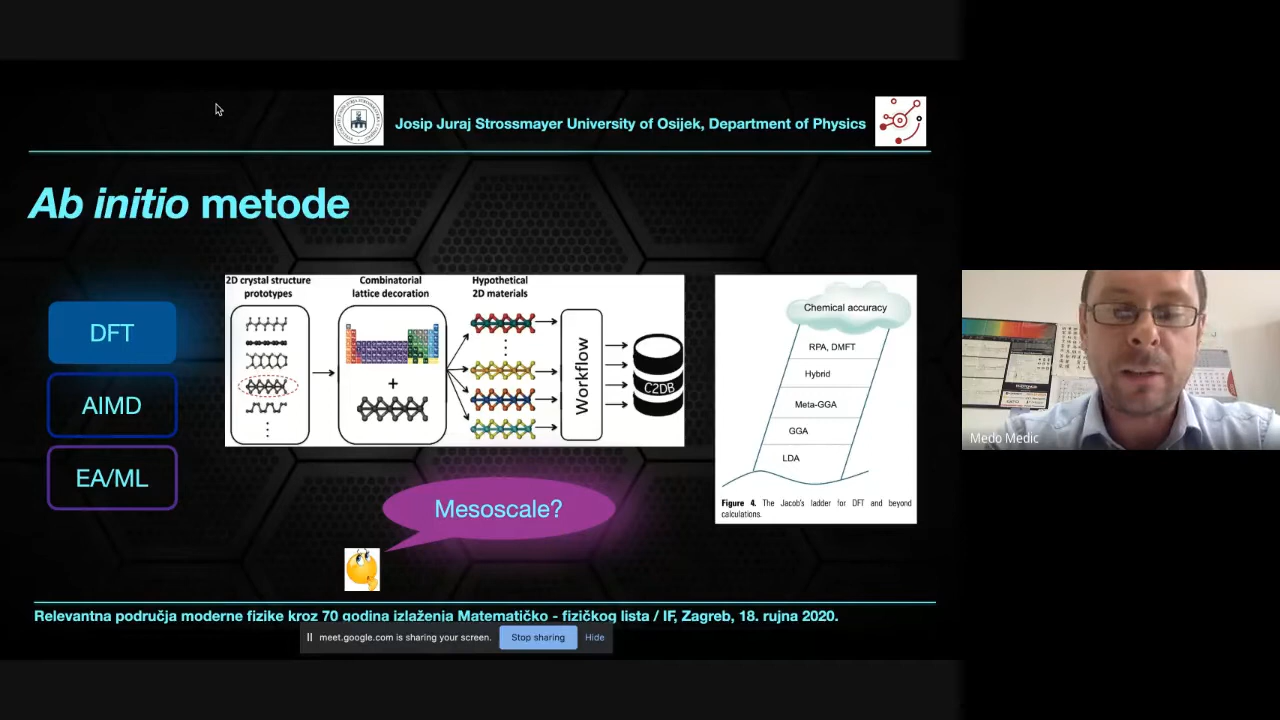 Josip Juraj Strossmayer University of Osijek, Department of Physics
Ab initio metode
DFT
AIMD
EA/ML
2D crystal structure
prototypes
Combinatorial
lattice decoration
Hypothetical
2D materials
+
Workflow
C2DB
Chemical accuracy
RPA, DMFT
Hybrid
Meta-GGA
GGA
LDA
Figure 4. The Jacob's ladder for DFT and beyond
calculations.
Mesoscale?
Relevantna područja moderne fizike kroz 70 godina izlaženja Matematičko - fizičkog lista / IF, Zagreb, 18. rujna 2020.
meet.google.com is sharing your screen.
Stop sharing
Hide
Medo Medic